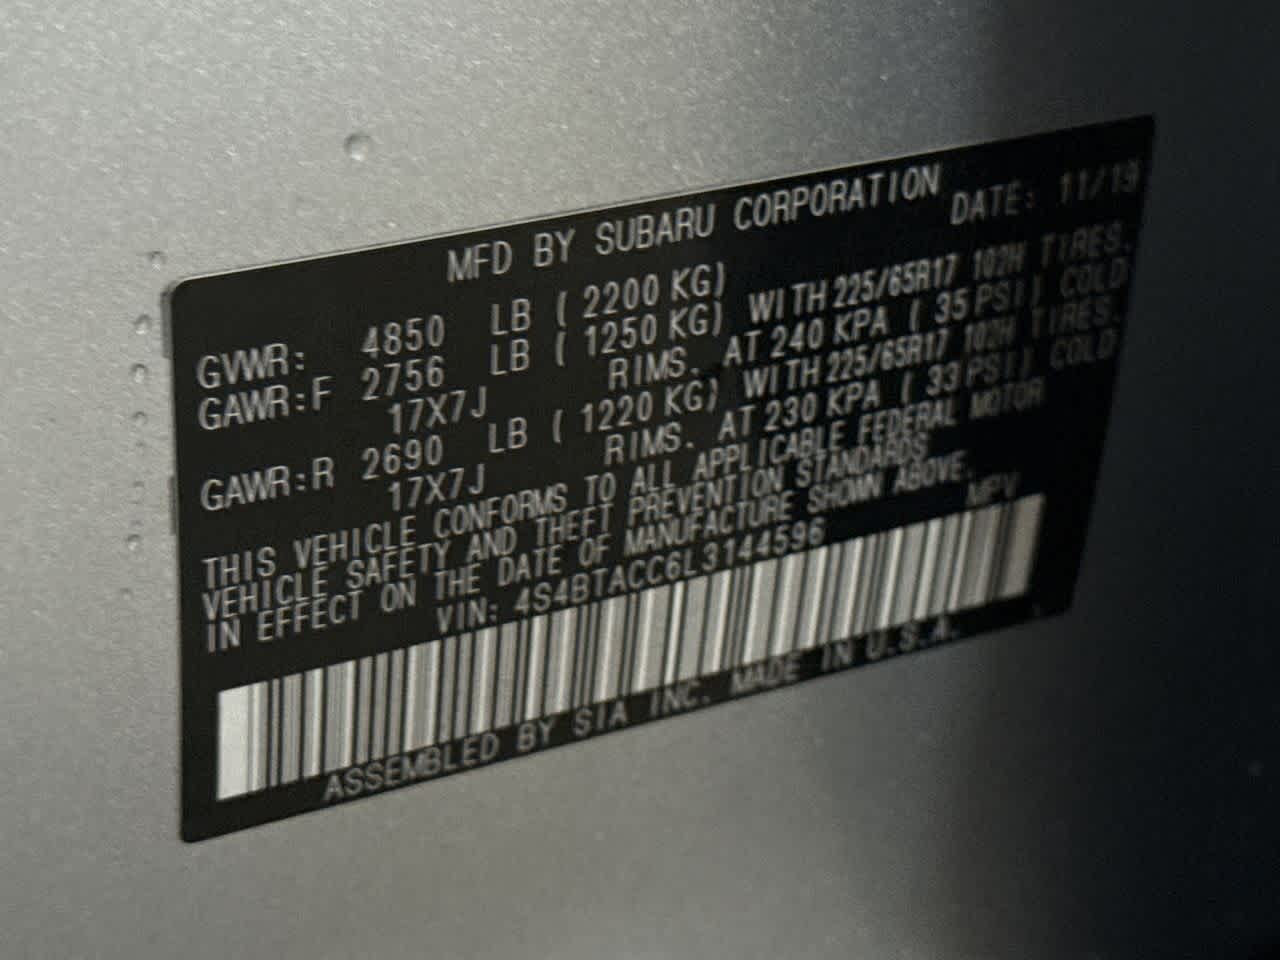 MFD BY SUBARU CORPORATION DATE: 11/19
GVWR: 4850 LB ( 2200 KG)
GAWR:F 2756 LB ( 1250 KG) WITH 225/65R17 102H TIRES.
17X7J RIMS. AT 240 KPA ( 35 PSI) COLD
GAWR:R 2690 LB ( 1220 KG) WITH 225/65R17 102H TIRES.
17X7J RIMS. AT 230 KPA ( 33 PSI) COLD
THIS VEHICLE CONFORMS TO ALL APPLICABLE FEDERAL MOTOR
VEHICLE SAFETY AND THEFT PREVENTION STANDARDS
IN EFFECT ON THE DATE OF MANUFACTURE SHOWN ABOVE.
VIN: 4S4BTACC6L3144596 MPV
ASSEMBLED BY SIA INC. MADE IN U.S.A.